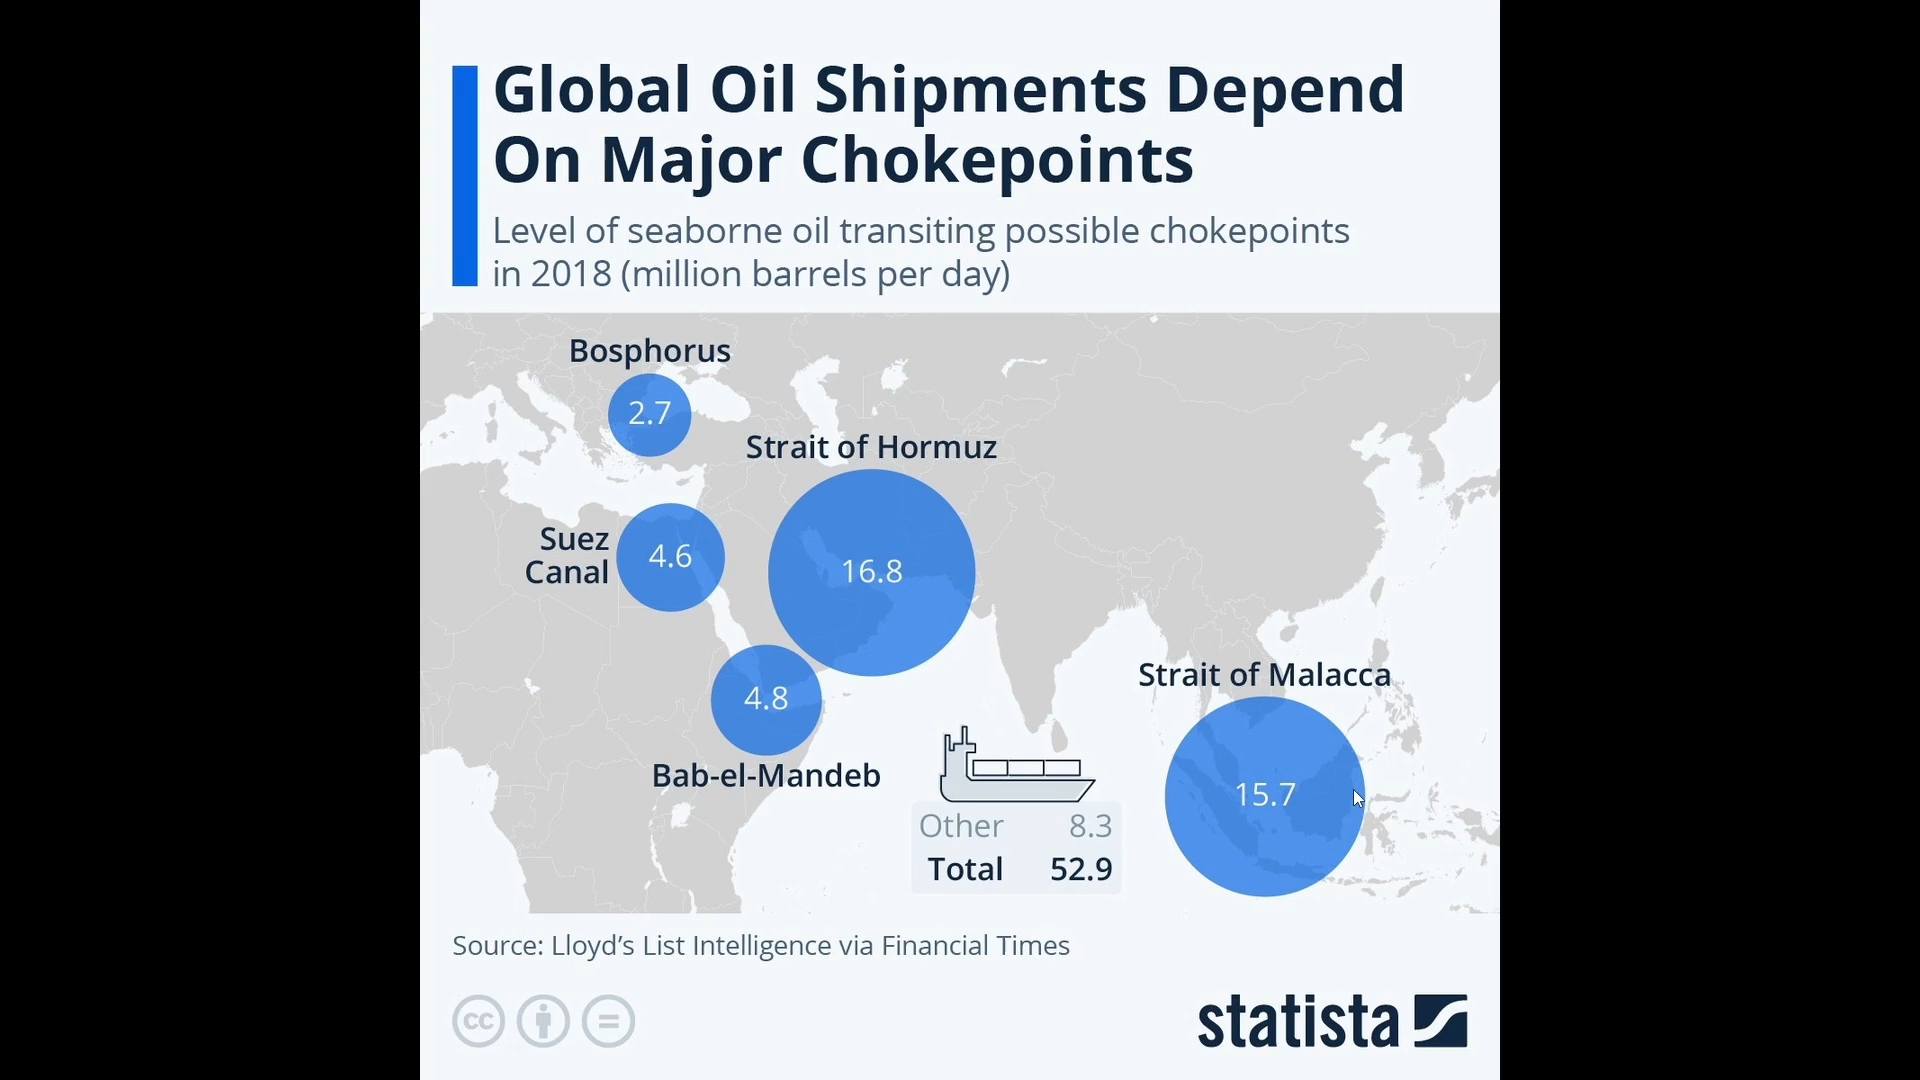 Global Oil Shipments Depend
On Major Chokepoints
Level of seaborne oil transiting possible chokepoints
in 2018 (million barrels per day)
Bosphorus
2.7
Strait of Hormuz
16.8
Suez
Canal
4.6
4.8
Bab-el-Mandeb
Strait of Malacca
15.7
Other 8.3
Total 52.9
Source: Lloyd’s List Intelligence via Financial Times
cc
statista